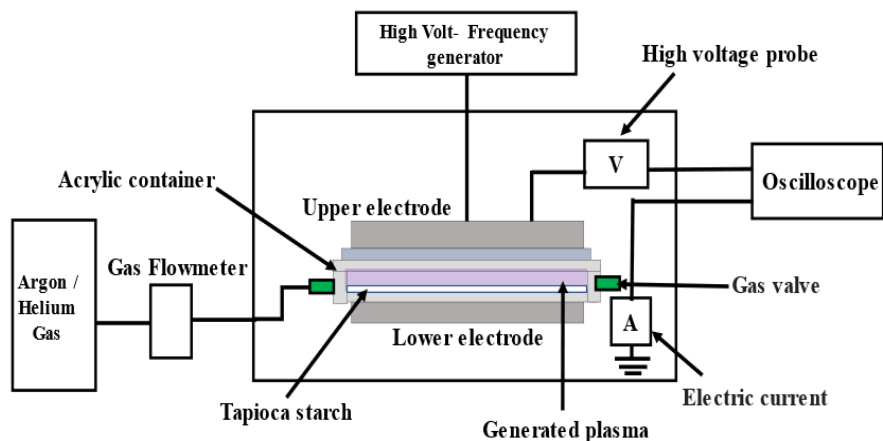 High Volt- Frequency
generator
High voltage probe
V
Oscilloscope
Acrylic container
Upper electrode
Gas Flowmeter
Argon /
Helium
Gas
Gas valve
A
Lower electrode
Electric current
Tapioca starch
Generated plasma